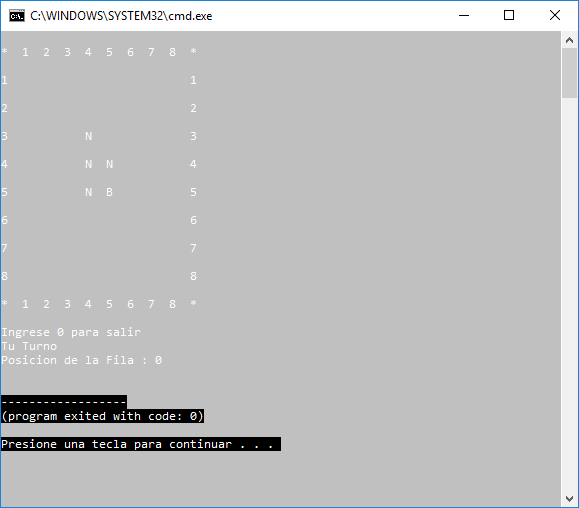 C:\WINDOWS\SYSTEM32\cmd.exe
* 1 2 3 4 5 6 7 8 *
1 1
2 2
3 N 3
4 N N 4
5 N B 5
6 6
7 7
8 8
* 1 2 3 4 5 6 7 8 *
Ingrese 0 para salir
Tu Turno
Posicion de la Fila : 0
------------------
(program exited with code: 0)
Presione una tecla para continuar . . .